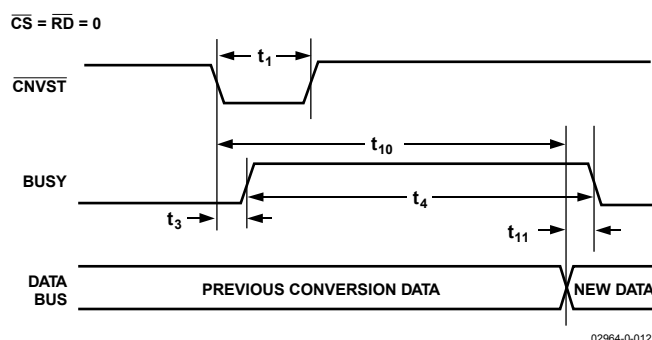 CS = RD = 0
t1
CNVST
t10
BUSY
t4
t3
t11
DATA BUS
PREVIOUS CONVERSION DATA
NEW DATA
02964-0-012